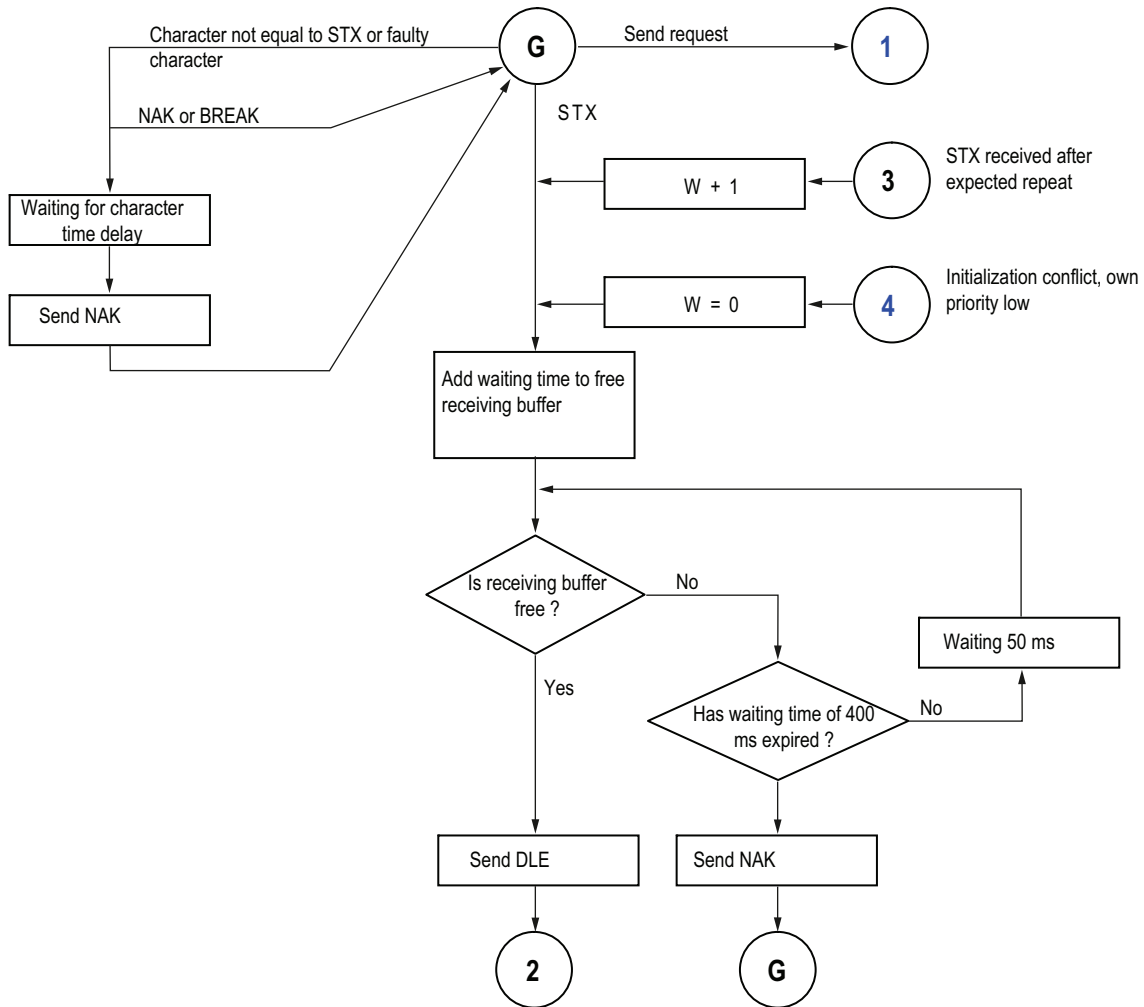 Character not equal to STX or faulty
character
G
Send request
1
NAK or BREAK
STX
Waiting for character
time delay
W + 1
3
STX received after
expected repeat
Send NAK
W = 0
4
Initialization conflict, own
priority low
Add waiting time to free
receiving buffer
Is receiving buffer
free ?
No
Waiting 50 ms
Yes
Has waiting time of 400
ms expired ?
No
Send DLE
Send NAK
2
G